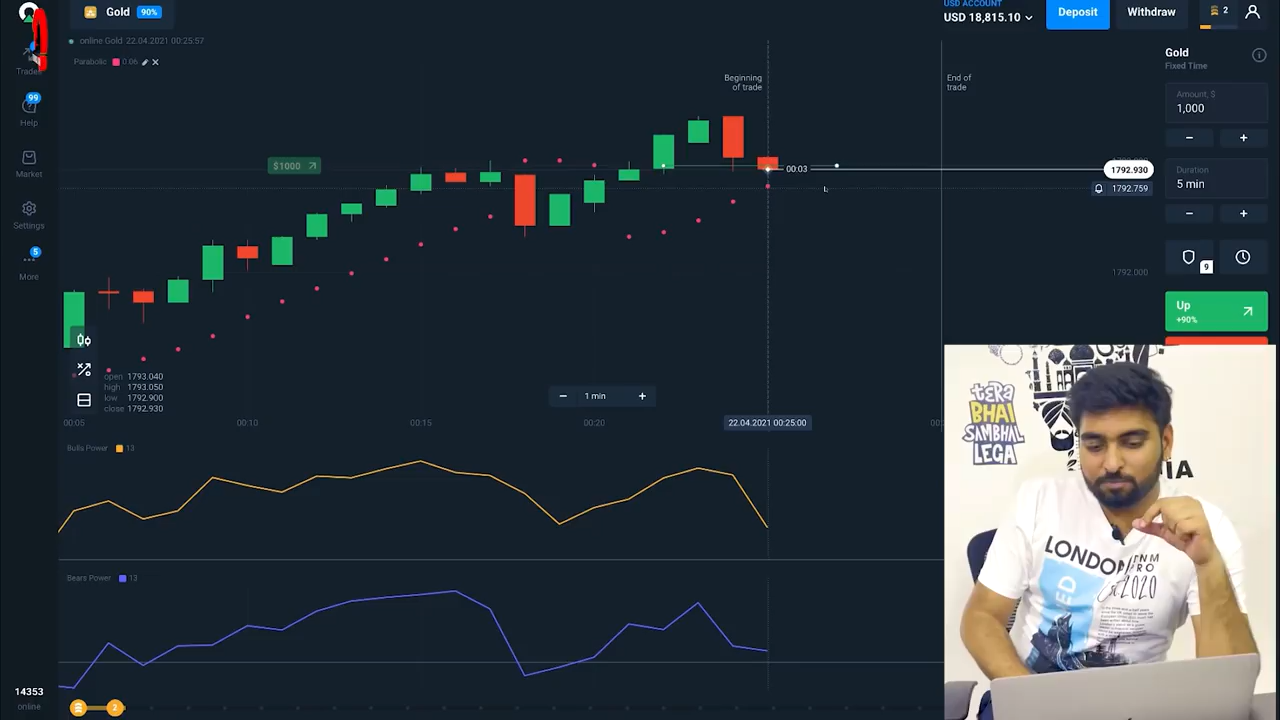 Gold 90%
USD ACCOUNT
USD 18,815.10
Deposit
Withdraw
2
online Gold 22.04.2021 00:25:57
Parabolic 0.06
Trades
99
Help
Market
Settings
5
More
Beginning
of trade
End of
trade
$1000
00:03
1792.930
1792.759
1792.000
Gold
Fixed Time
Amount, $
1,000
Duration
5 min
9
Up
+90%
open 1793.040
high 1793.050
low 1792.900
close 1792.930
1 min
00:05
00:10
00:15
00:20
22.04.2021 00:25:00
Bulls Power 13
Bears Power 13
14353
online
2
TERA
BHAI
SAMBHAL
LEGA
LONDON
2020